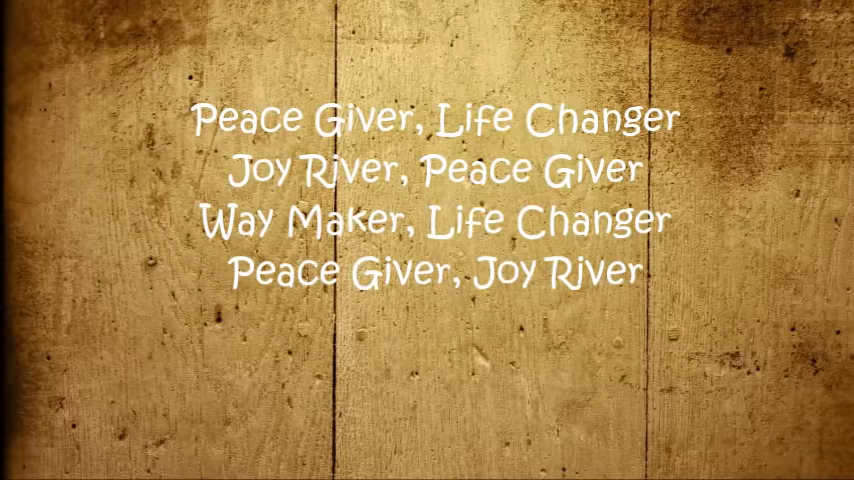 Peace Giver, Life Changer
Joy River, Peace Giver
Way Maker, Life Changer
Peace Giver, Joy River